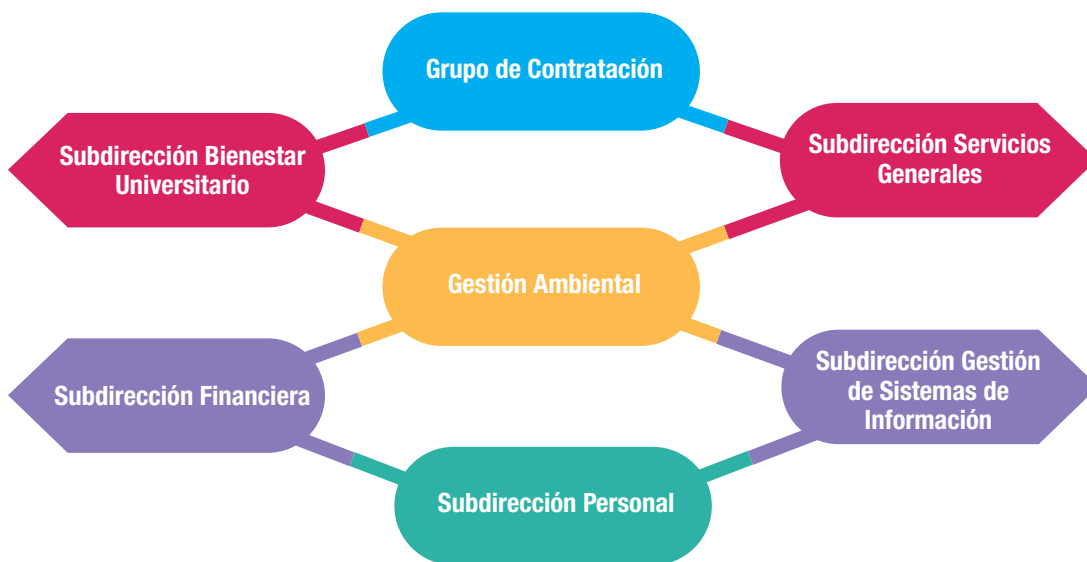 Grupo de Contratación
Subdirección Bienestar
Universitario
Subdirección Servicios
Generales
Gestión Ambiental
Subdirección Financiera
Subdirección Gestión
de Sistemas de
Información
Subdirección Personal